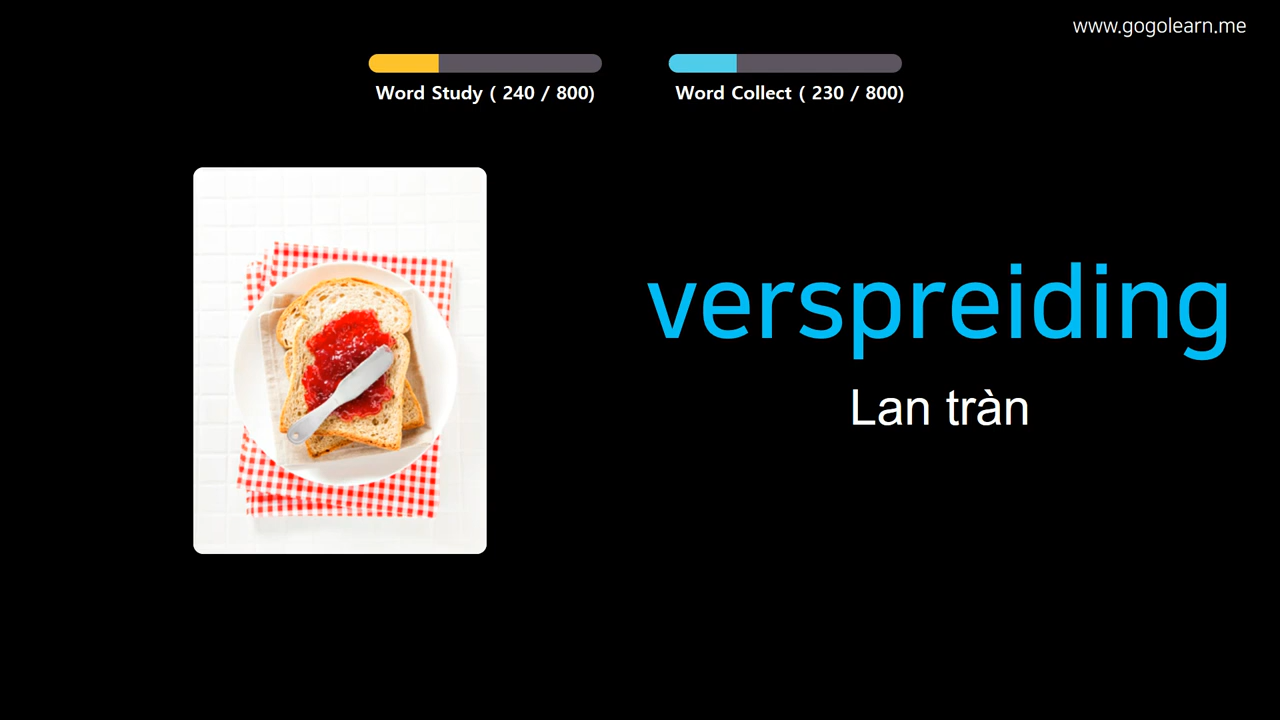 www.gogolearn.me
Word Study ( 240 / 800)
Word Collect ( 230 / 800)
verspreiding
Lan tràn